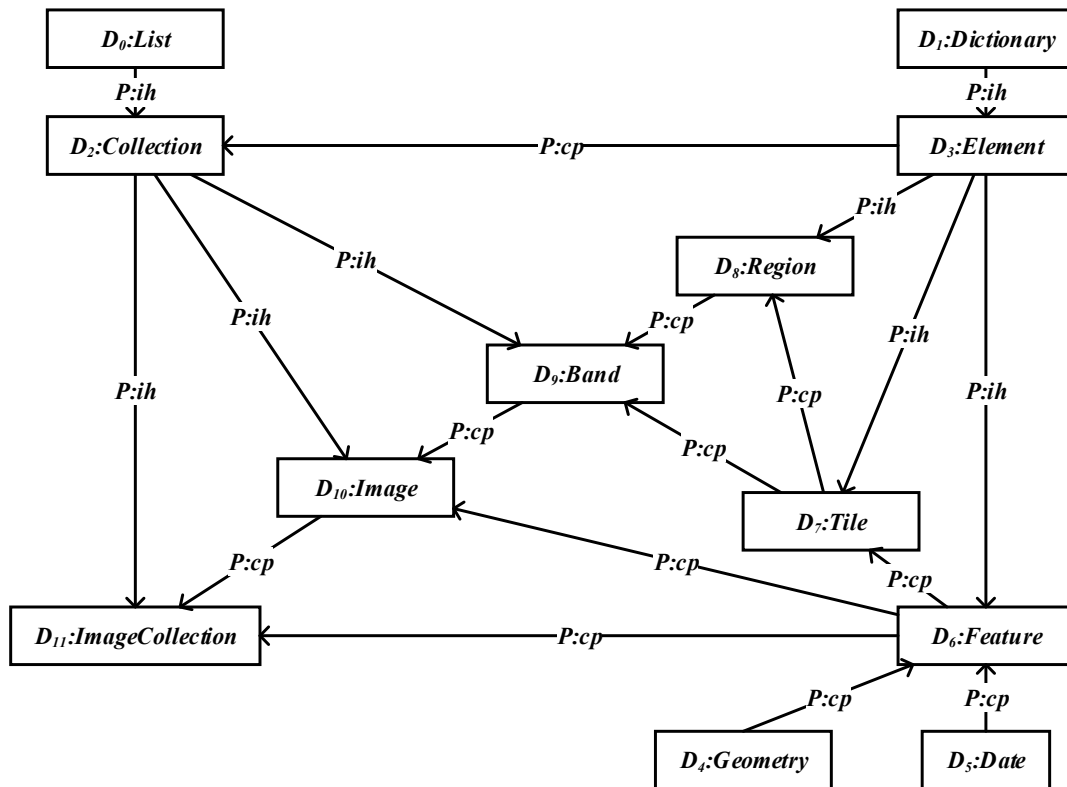 D₀:List
D₁:Dictionary
P:ih
P:ih
D₂:Collection
P:cp
D₃:Element
P:ih
D₈:Region
P:ih
P:ih
P:cp
P:ih
D₉:Band
P:ih
P:cp
P:ih
P:cp
P:cp
D₁₀:Image
D₇:Tile
P:cp
P:cp
P:cp
D₁₁:ImageCollection
P:cp
D₆:Feature
P:cp
P:cp
D₄:Geometry
D₅:Date